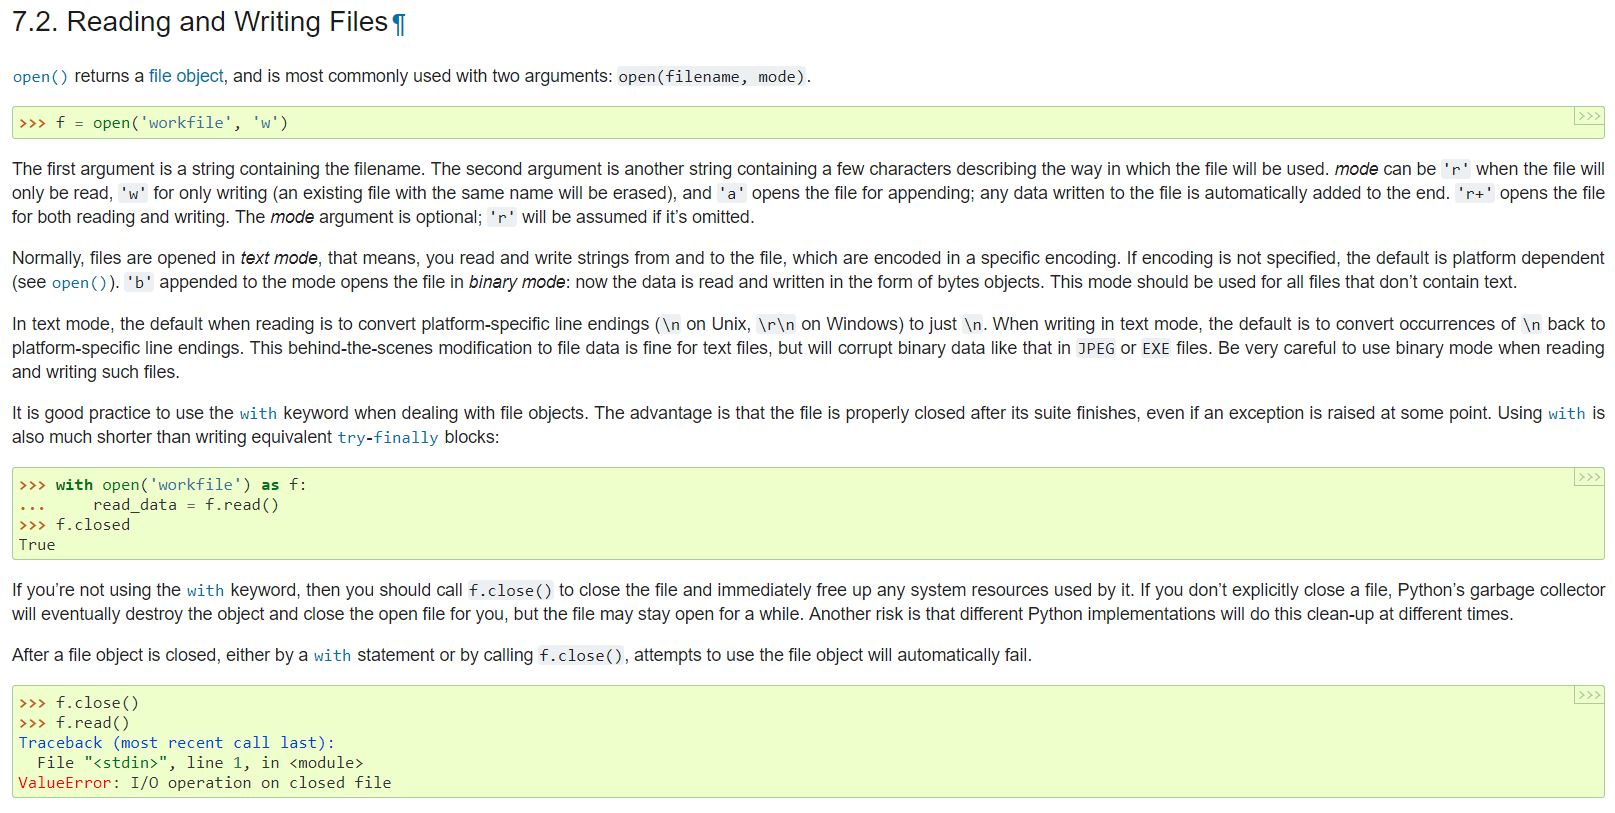 7.2. Reading and Writing Files¶
open() returns a file object, and is most commonly used with two arguments: open(filename, mode).
>>> f = open('workfile', 'w')
>>>
The first argument is a string containing the filename. The second argument is another string containing a few characters describing the way in which the file will be used. mode can be 'r' when the file will
only be read, 'w' for only writing (an existing file with the same name will be erased), and 'a' opens the file for appending; any data written to the file is automatically added to the end. 'r+' opens the file
for both reading and writing. The mode argument is optional; 'r' will be assumed if it’s omitted.
Normally, files are opened in text mode, that means, you read and write strings from and to the file, which are encoded in a specific encoding. If encoding is not specified, the default is platform dependent
(see open()). 'b' appended to the mode opens the file in binary mode: now the data is read and written in the form of bytes objects. This mode should be used for all files that don’t contain text.
In text mode, the default when reading is to convert platform-specific line endings (\n on Unix, \r\n on Windows) to just \n. When writing in text mode, the default is to convert occurrences of \n back to
platform-specific line endings. This behind-the-scenes modification to file data is fine for text files, but will corrupt binary data like that in JPEG or EXE files. Be very careful to use binary mode when reading
and writing such files.
It is good practice to use the with keyword when dealing with file objects. The advantage is that the file is properly closed after its suite finishes, even if an exception is raised at some point. Using with is
also much shorter than writing equivalent try-finally blocks:
>>> with open('workfile') as f:
>>>
...     read_data = f.read()
>>> f.closed
True
If you’re not using the with keyword, then you should call f.close() to close the file and immediately free up any system resources used by it. If you don’t explicitly close a file, Python’s garbage collector
will eventually destroy the object and close the open file for you, but the file may stay open for a while. Another risk is that different Python implementations will do this clean-up at different times.
After a file object is closed, either by a with statement or by calling f.close(), attempts to use the file object will automatically fail.
>>> f.close()
>>>
>>> f.read()
Traceback (most recent call last):
  File "<stdin>", line 1, in <module>
ValueError: I/O operation on closed file